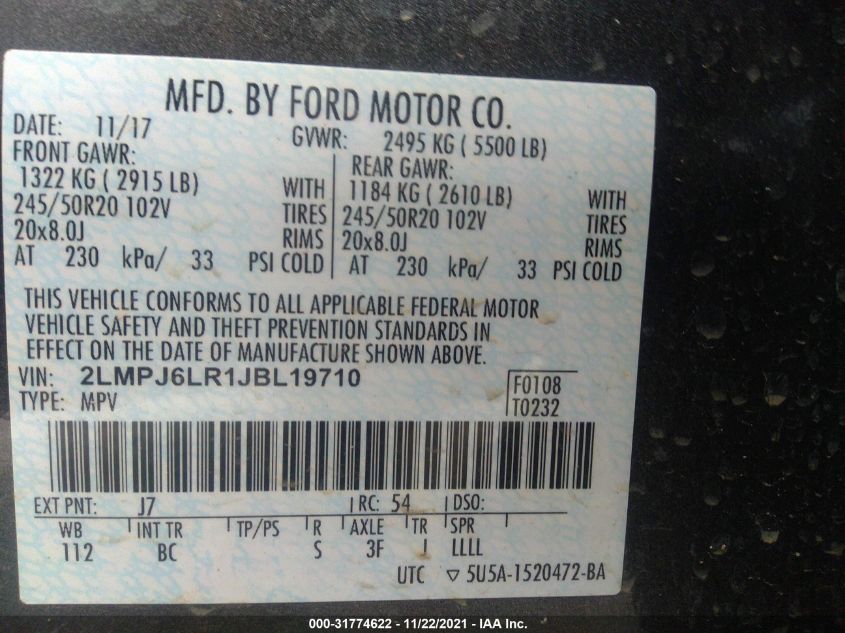 MFD. BY FORD MOTOR CO.
DATE: 11/17 GVWR: 2495 KG ( 5500 LB)
FRONT GAWR: REAR GAWR:
1322 KG ( 2915 LB) WITH 1184 KG ( 2610 LB) WITH
245/50R20 102V TIRES 245/50R20 102V TIRES
20x8.0J RIMS 20x8.0J RIMS
AT 230 kPa/ 33 PSI COLD AT 230 kPa/ 33 PSI COLD
THIS VEHICLE CONFORMS TO ALL APPLICABLE FEDERAL MOTOR
VEHICLE SAFETY AND THEFT PREVENTION STANDARDS IN
EFFECT ON THE DATE OF MANUFACTURE SHOWN ABOVE.
VIN: 2LMPJ6LR1JBL19710 F0108
TYPE: MPV T0232
EXT PNT: J7 RC: 54 DSO:
WB INT TR TP/PS R AXLE TR SPR
112 BC S 3F I LLLL
UTC ▽ 5U5A-1520472-BA
000-31774622 - 11/22/2021 - IAA Inc.